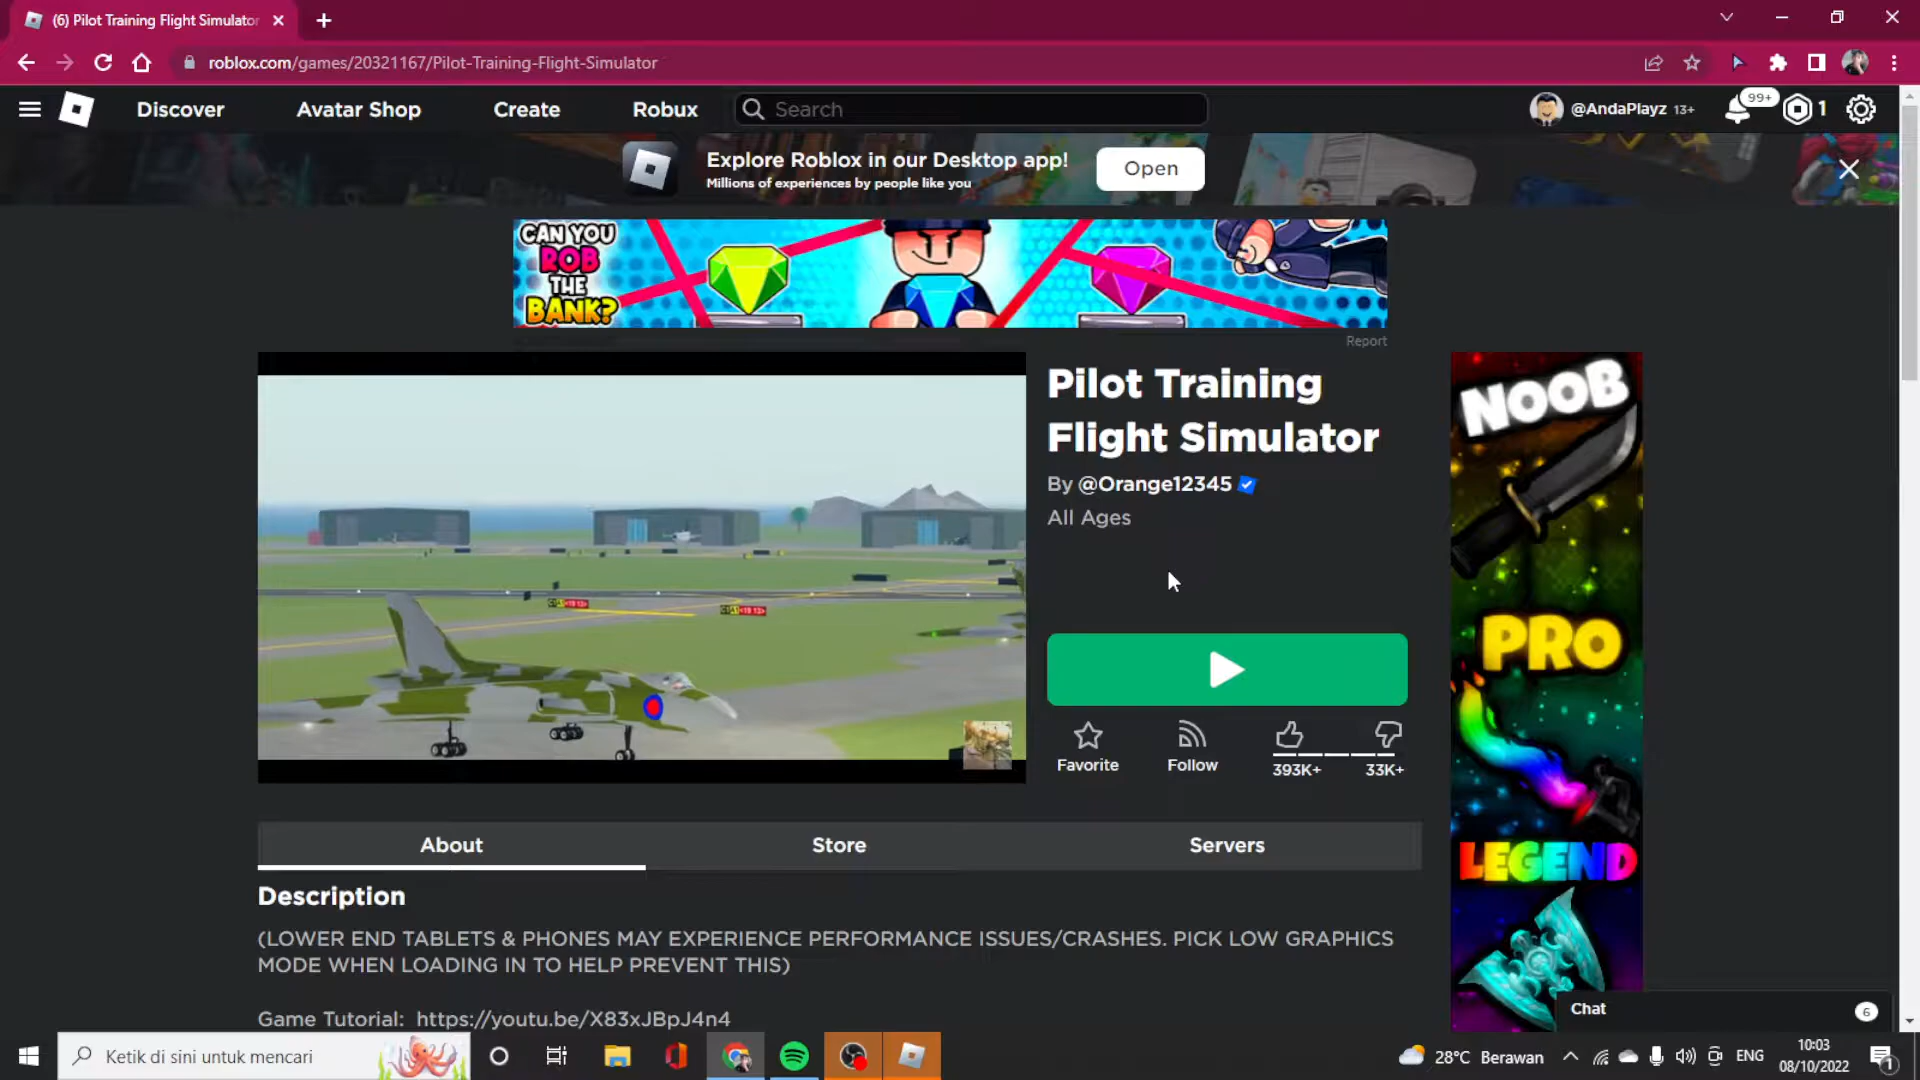 (6) Pilot Training Flight Simulator
roblox.com/games/20321167/Pilot-Training-Flight-Simulator
Discover
Avatar Shop
Create
Robux
Search
@AndaPlayz 13+
99+
1
Explore Roblox in our Desktop app!
Millions of experiences by people like you
Open
CAN YOU
ROB
THE
BANK?
Report
Pilot Training
Flight Simulator
By @Orange12345
All Ages
Favorite
Follow
393K+
33K+
NOOB
PRO
LEGEND
About
Store
Servers
Description
(LOWER END TABLETS & PHONES MAY EXPERIENCE PERFORMANCE ISSUES/CRASHES. PICK LOW GRAPHICS
MODE WHEN LOADING IN TO HELP PREVENT THIS)
Game Tutorial: https://youtu.be/X83xJBpJ4n4
Chat
6
Ketik di sini untuk mencari
28°C Berawan
ENG
10:03
08/10/2022
1